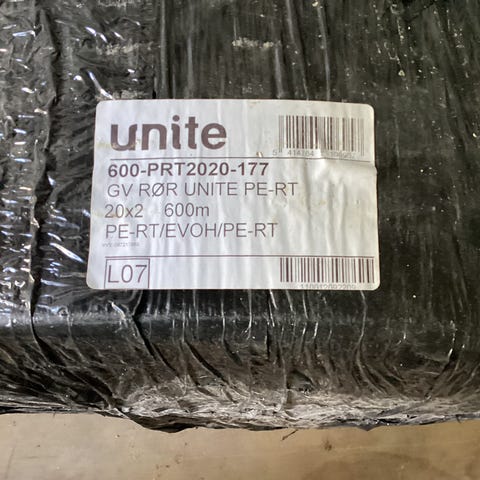 unite
600-PRT2020-177
GV RØR UNITE PE-RT
20x2 600m
PE-RT/EVOH/PE-RT
L07